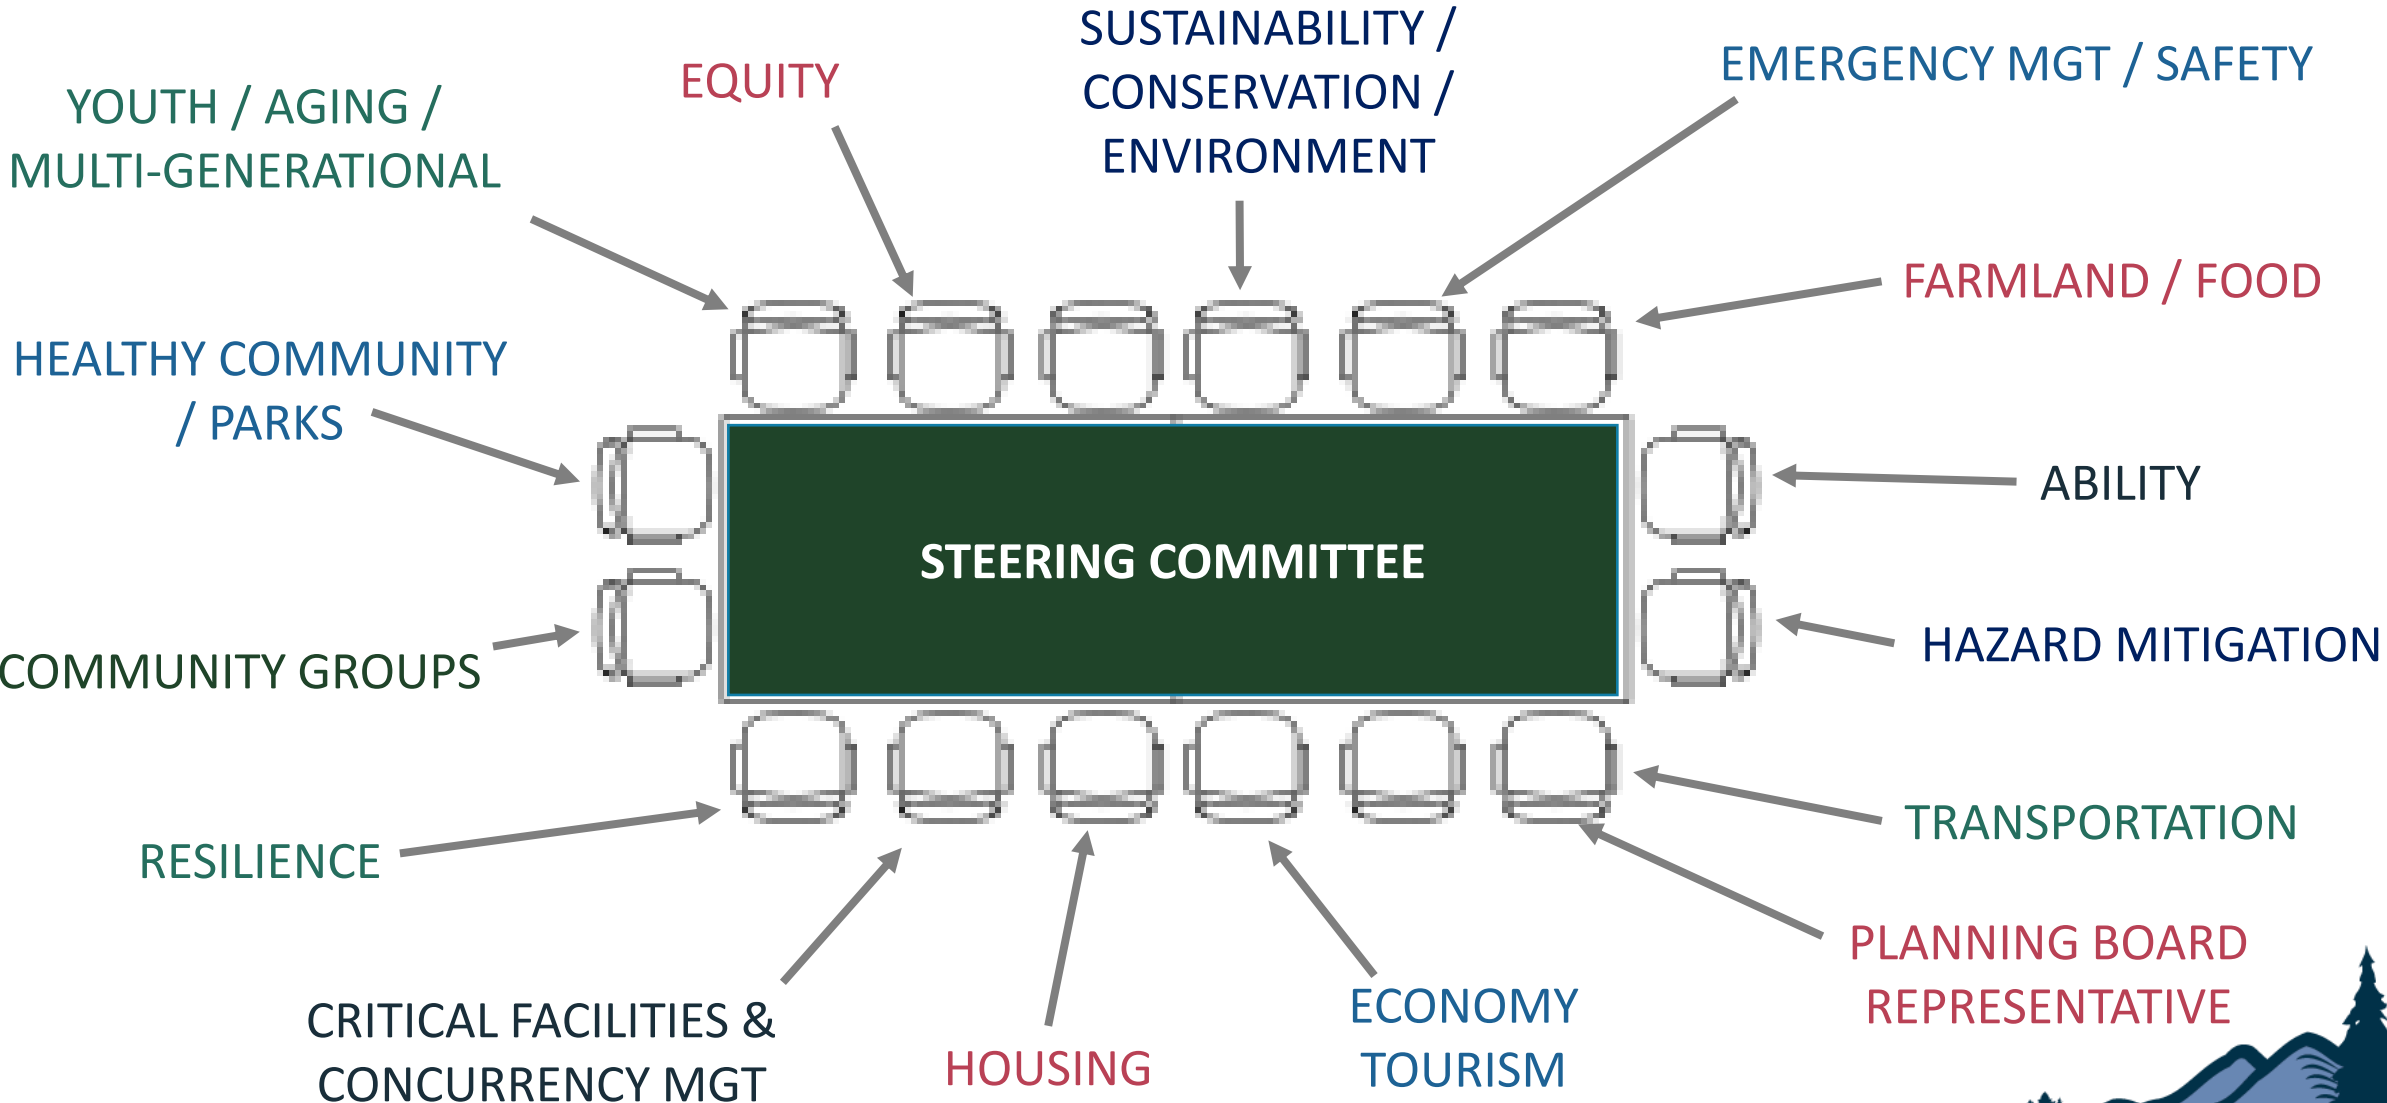 YOUTH / AGING /
MULTI-GENERATIONAL
EQUITY
SUSTAINABILITY /
CONSERVATION /
ENVIRONMENT
EMERGENCY MGT / SAFETY
FARMLAND / FOOD
HEALTHY COMMUNITY
/ PARKS
ABILITY
STEERING COMMITTEE
HAZARD MITIGATION
COMMUNITY GROUPS
TRANSPORTATION
RESILIENCE
PLANNING BOARD
REPRESENTATIVE
CRITICAL FACILITIES &
CONCURRENCY MGT
HOUSING
ECONOMY
TOURISM